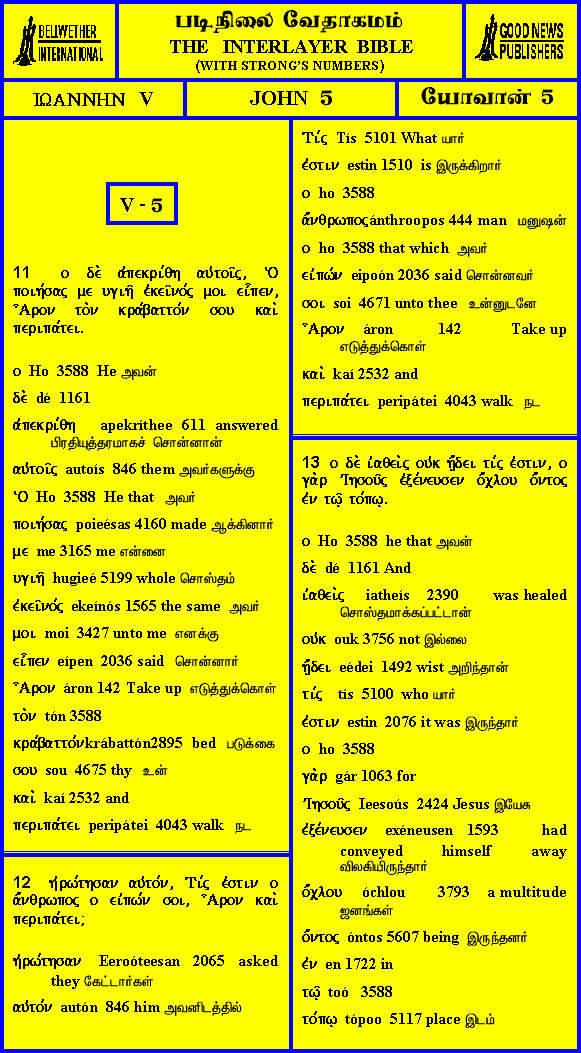 BELLWETHER
INTERNATIONAL
படிநிலை வேதாகமம்
THE INTERLAYER BIBLE
(WITH STRONG'S NUMBERS)
GOOD NEWS
PUBLISHERS
ΙΩΑΝΝΗΝ V
JOHN 5
யோவான் 5
V - 5
11 ο δὲ ἀπεκρίθη αὐτοῖς, Ὁ
ποιήσας με υγιῆ ἐκεῖνός μοι εἶπεν,
Ἆρον τὸν κράβαττόν σου καὶ
περιπάτει.
ο Ho 3588 He அவன்
δὲ dé 1161
ἀπεκρίθη apekríthee 611 answered
பிரதியுத்தரமாகச் சொன்னான்
αὐτοῖς autoís 846 them அவர்களுக்கு
Ὁ Ho 3588 He that அவர்
ποιήσας poieésas 4160 made ஆக்கினார்
με me 3165 me என்னை
υγιῆ hugieé 5199 whole சொஸ்தம்
ἐκεῖνός ekeínós 1565 the same அவர்
μοι moi 3427 unto me எனக்கு
εἶπεν eípen 2036 said சொன்னார்
Ἆρον áron 142 Take up எடுத்துக்கொள்
τὸν tón 3588
κράβαττόνkrábattón2895 bed படுக்கை
σου sou 4675 thy உன்
καὶ kaí 2532 and
περιπάτει peripátei 4043 walk நட
12 ἠρώτησαν αὐτόν, Τίς ἐστιν ο
ἄνθρωπος ο εἰπών σοι, Ἆρον καὶ
περιπάτει;
ἠρώτησαν Eeroóteesan 2065 asked
they கேட்டார்கள்
αὐτόν autón 846 him அவனிடத்தில்
Τίς Tís 5101 What யார்
ἐστιν estin 1510 is இருக்கிறார்
ο ho 3588
ἄνθρωποςánthroopos 444 man மனுஷன்
ο ho 3588 that which அவர்
εἰπών eipoón 2036 said சொன்னவர்
σοι soi 4671 unto thee உன்னுடனே
Ἆρον áron 142 Take up
எடுத்துக்கொள்
καὶ kaí 2532 and
περιπάτει peripátei 4043 walk நட
13 ο δὲ ἰαθεὶς οὐκ ᾔδει τίς ἐστιν, ο
γὰρ Ἰησοῦς ἐξένευσεν ὄχλου ὄντος
ἐν τῷ τόπῳ.
ο Ho 3588 he that அவன்
δὲ dé 1161 And
ἰαθεὶς iatheís 2390 was healed
சொஸ்தமாக்கப்பட்டான்
οὐκ ouk 3756 not இல்லை
ᾔδει eédei 1492 wist அறிந்தான்
τίς tís 5100 who யார்
ἐστιν estin 2076 it was இருந்தார்
ο ho 3588
γὰρ gár 1063 for
Ἰησοῦς Ieesoús 2424 Jesus இயேசு
ἐξένευσεν exéneusen 1593 had
conveyed himself away
விலகியிருந்தார்
ὄχλου óchlou 3793 a multitude
ஜனங்கள்
ὄντος óntos 5607 being இருந்தனர்
ἐν en 1722 in
τῷ toó 3588
τόπῳ tópoo 5117 place இடம்